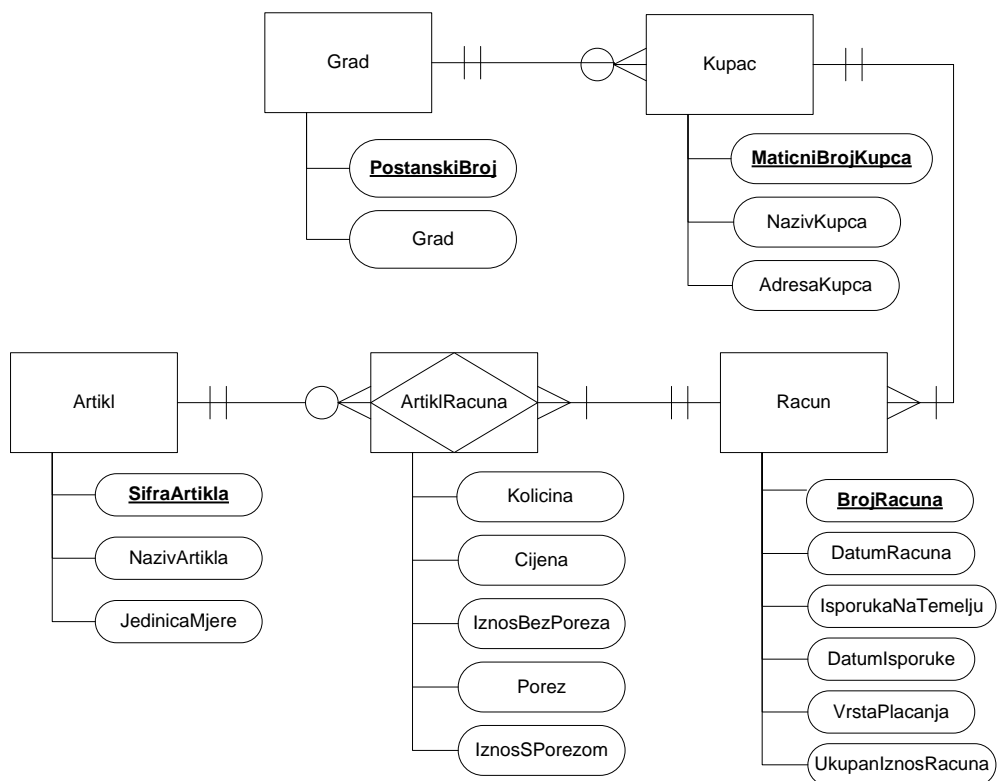 Grad
Kupac
PostanskiBroj
Grad
MaticniBrojKupca
NazivKupca
AdresaKupca
Artikl
ArtiklRacuna
Racun
SifraArtikla
NazivArtikla
JedinicaMjere
Kolicina
Cijena
IznosBezPoreza
Porez
IznosSPorezom
BrojRacuna
DatumRacuna
IsporukaNaTemelju
DatumIsporuke
VrstaPlacanja
UkupanIznosRacuna